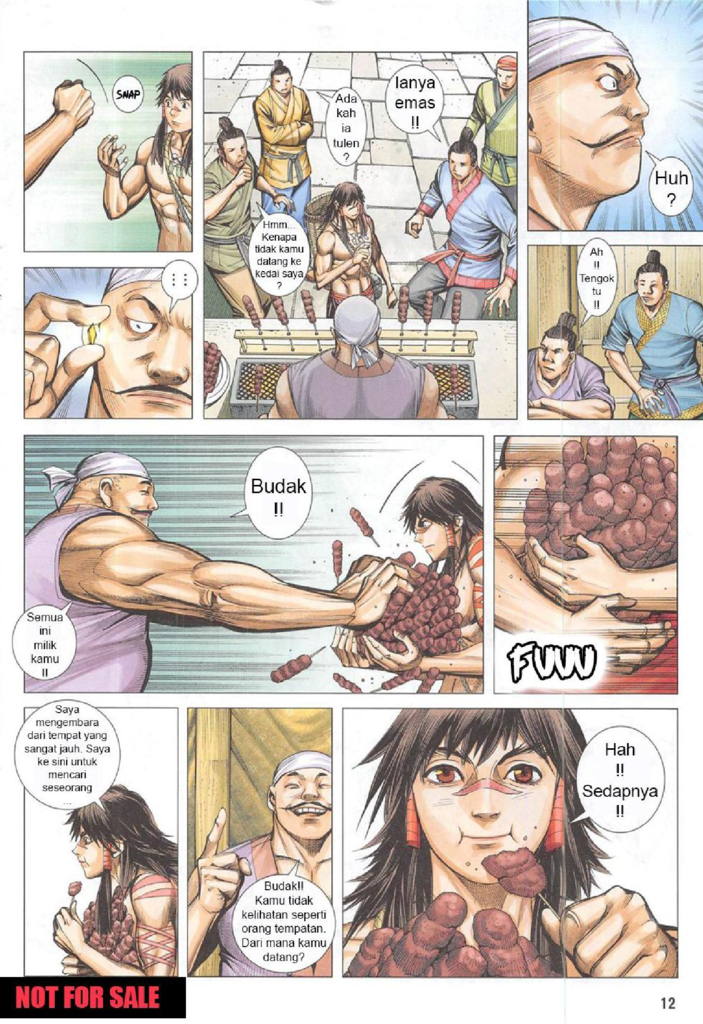 Huh
?
Ah
!!
Tengok
tu
!!
Ianya
emas
!!
Ada
kah
ia
tulen
?
Hmm...
Kenapa
tidak kamu
datang ke
kedai saya
?
SNAP
: :
FUUU
Budak
!!
Semua
ini
milik
kamu
!!
Hah
!!
Sedapnya
!!
Budak!!
Kamu tidak
kelihatan seperti
orang tempatan.
Dari mana kamu
datang?
Saya
mengembara
dari tempat yang
sangat jauh. Saya
ke sini untuk
mencari
seseorang
...
NOT FOR SALE
12